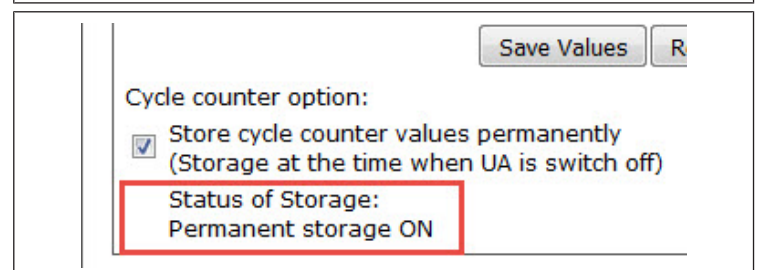 Save Values R
Cycle counter option:
Store cycle counter values permanently
(Storage at the time when UA is switch off)
Status of Storage:
Permanent storage ON